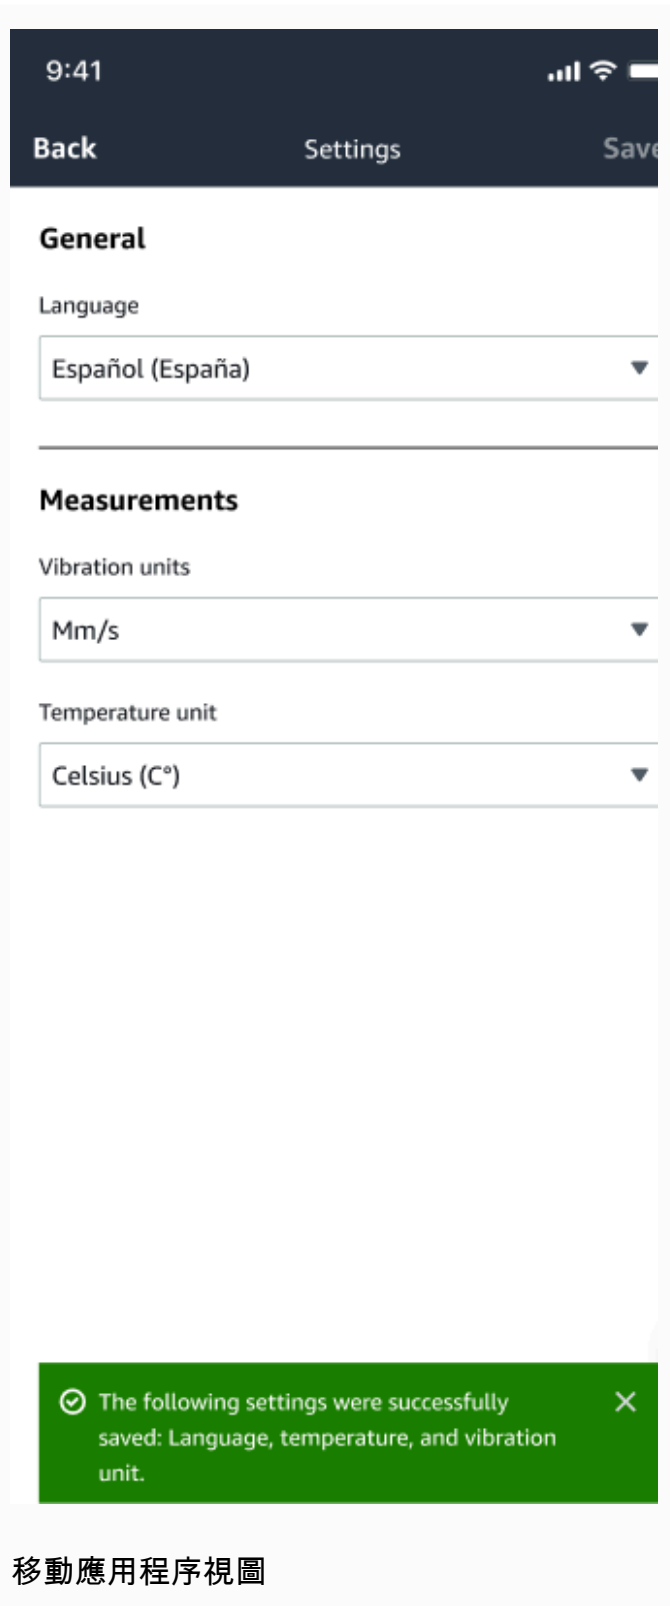 9:41
Back Settings Save
General
Language
Español (España)
Measurements
Vibration units
Mm/s
Temperature unit
Celsius (C°)
The following settings were successfully
saved: Language, temperature, and vibration
unit.
移動應用程序視圖